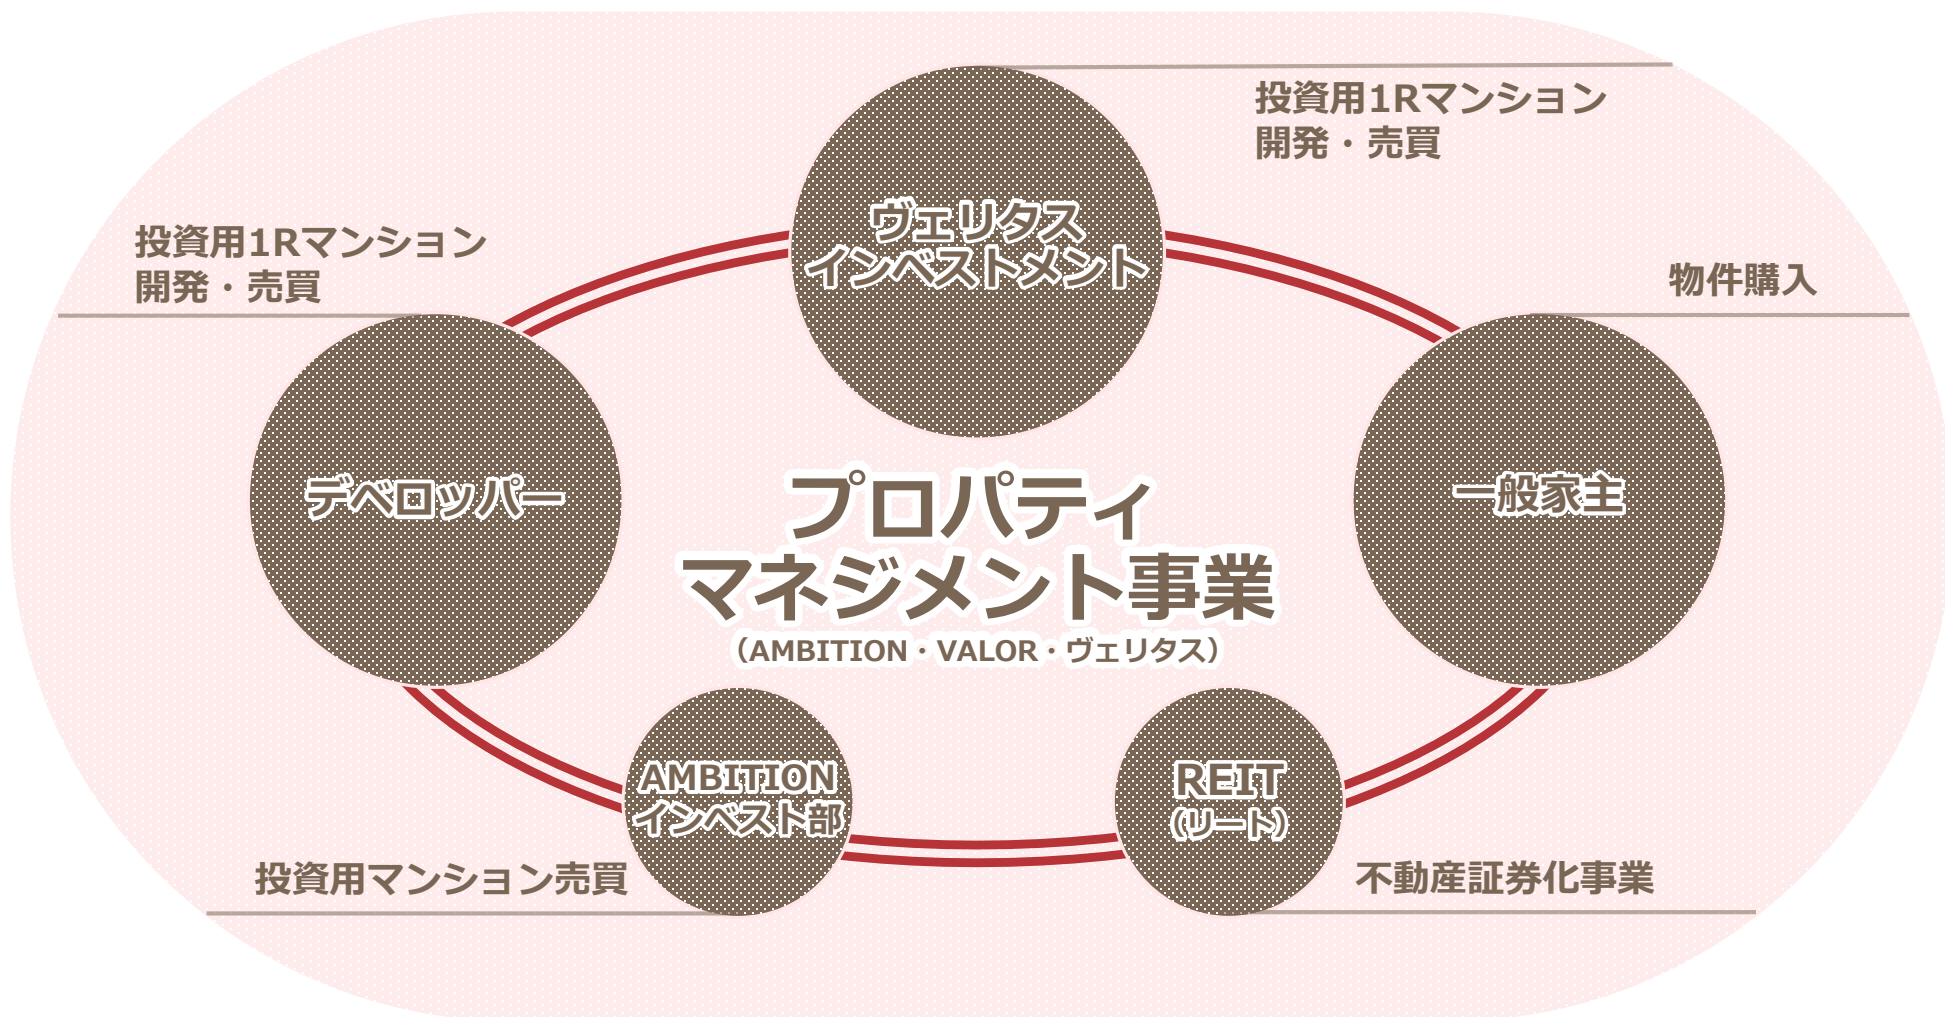 投資用1Rマンション
開発・売買
ヴェリタス
インベストメント
投資用1Rマンション
開発・売買
物件購入
デベロッパー
一般家主
プロパティ
マネジメント事業
（AMBITION・VALOR・ヴェリタス）
AMBITION
インベスト部
REIT
（リート）
投資用マンション売買
不動産証券化事業